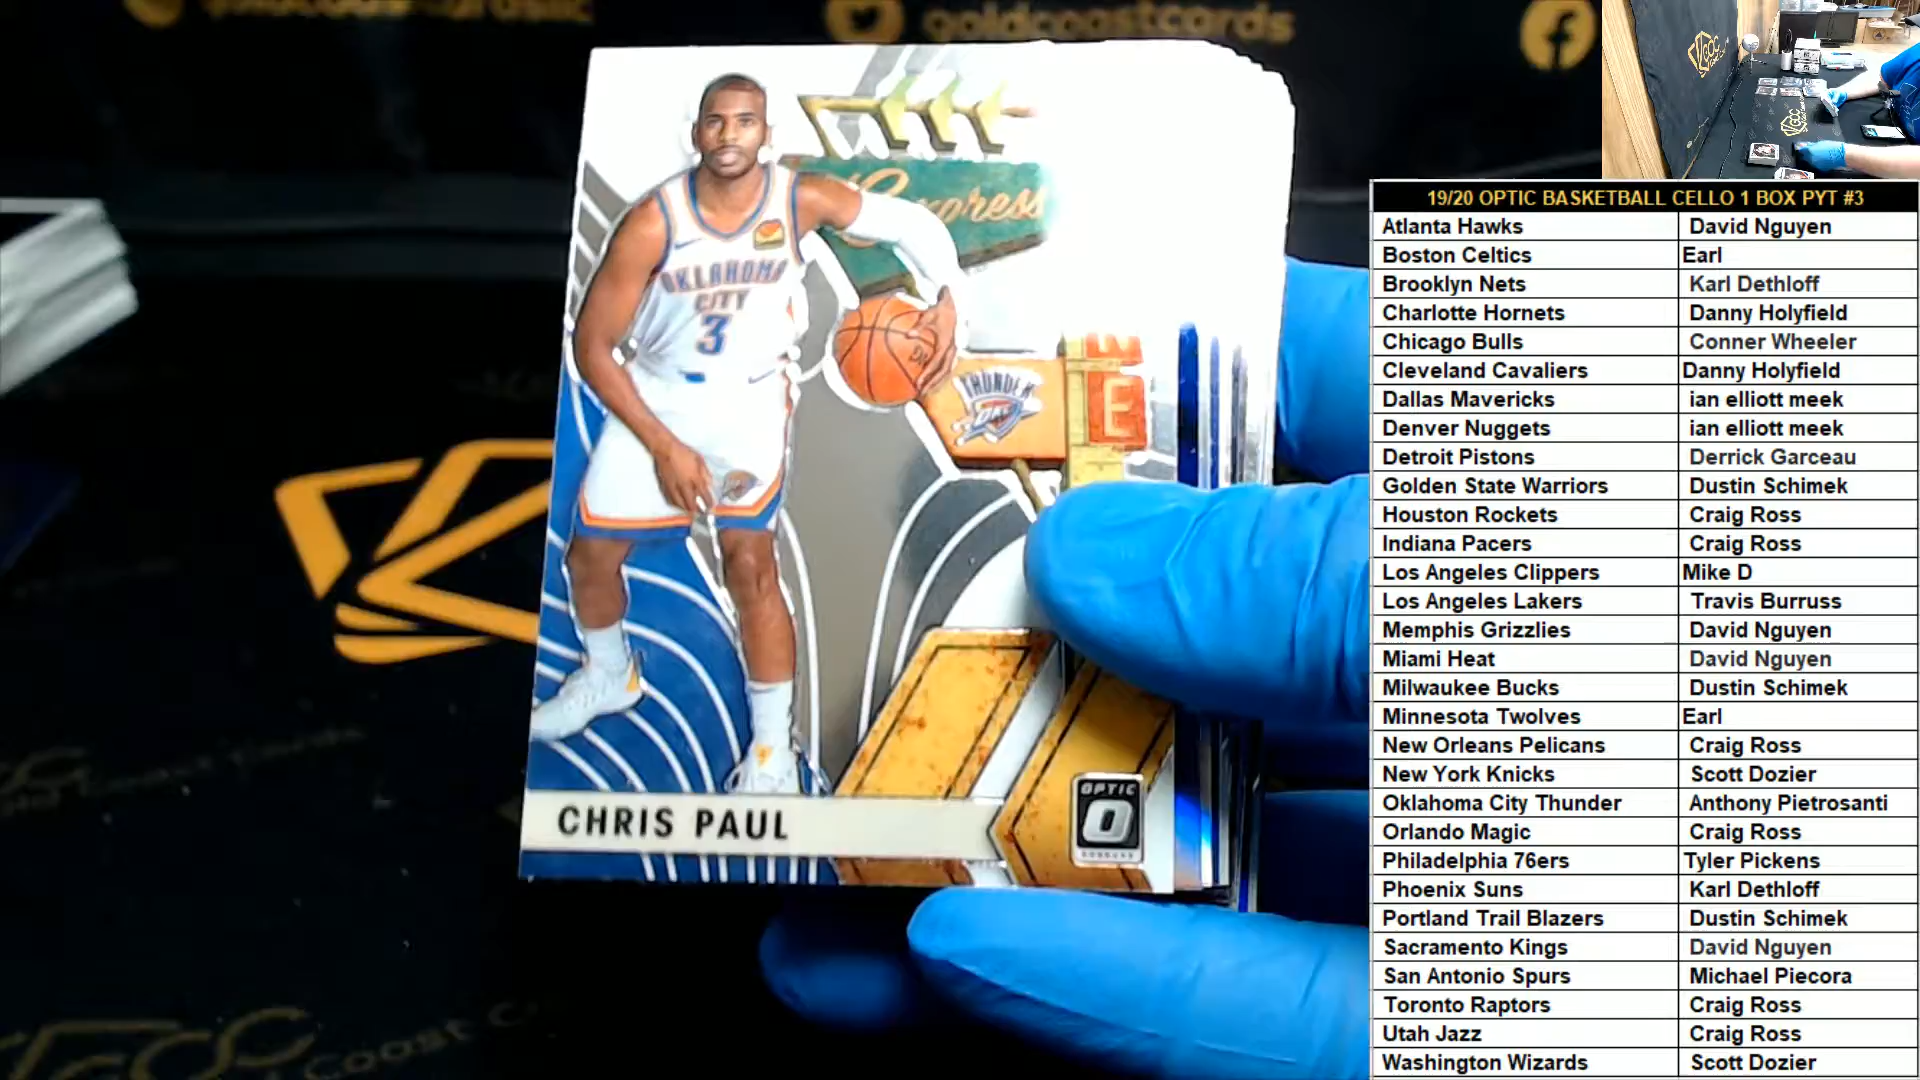 goldcoastcards
Express
OKLAHOMA
CITY
3
THUNDER
OKC
E
CHRIS PAUL
OPTIC
GCC
19/20 OPTIC BASKETBALL CELLO 1 BOX PYT #3
Atlanta Hawks David Nguyen
Boston Celtics Earl
Brooklyn Nets Karl Dethloff
Charlotte Hornets Danny Holyfield
Chicago Bulls Conner Wheeler
Cleveland Cavaliers Danny Holyfield
Dallas Mavericks ian elliott meek
Denver Nuggets ian elliott meek
Detroit Pistons Derrick Garceau
Golden State Warriors Dustin Schimek
Houston Rockets Craig Ross
Indiana Pacers Craig Ross
Los Angeles Clippers Mike D
Los Angeles Lakers Travis Burruss
Memphis Grizzlies David Nguyen
Miami Heat David Nguyen
Milwaukee Bucks Dustin Schimek
Minnesota Twolves Earl
New Orleans Pelicans Craig Ross
New York Knicks Scott Dozier
Oklahoma City Thunder Anthony Pietrosanti
Orlando Magic Craig Ross
Philadelphia 76ers Tyler Pickens
Phoenix Suns Karl Dethloff
Portland Trail Blazers Dustin Schimek
Sacramento Kings David Nguyen
San Antonio Spurs Michael Piecora
Toronto Raptors Craig Ross
Utah Jazz Craig Ross
Washington Wizards Scott Dozier